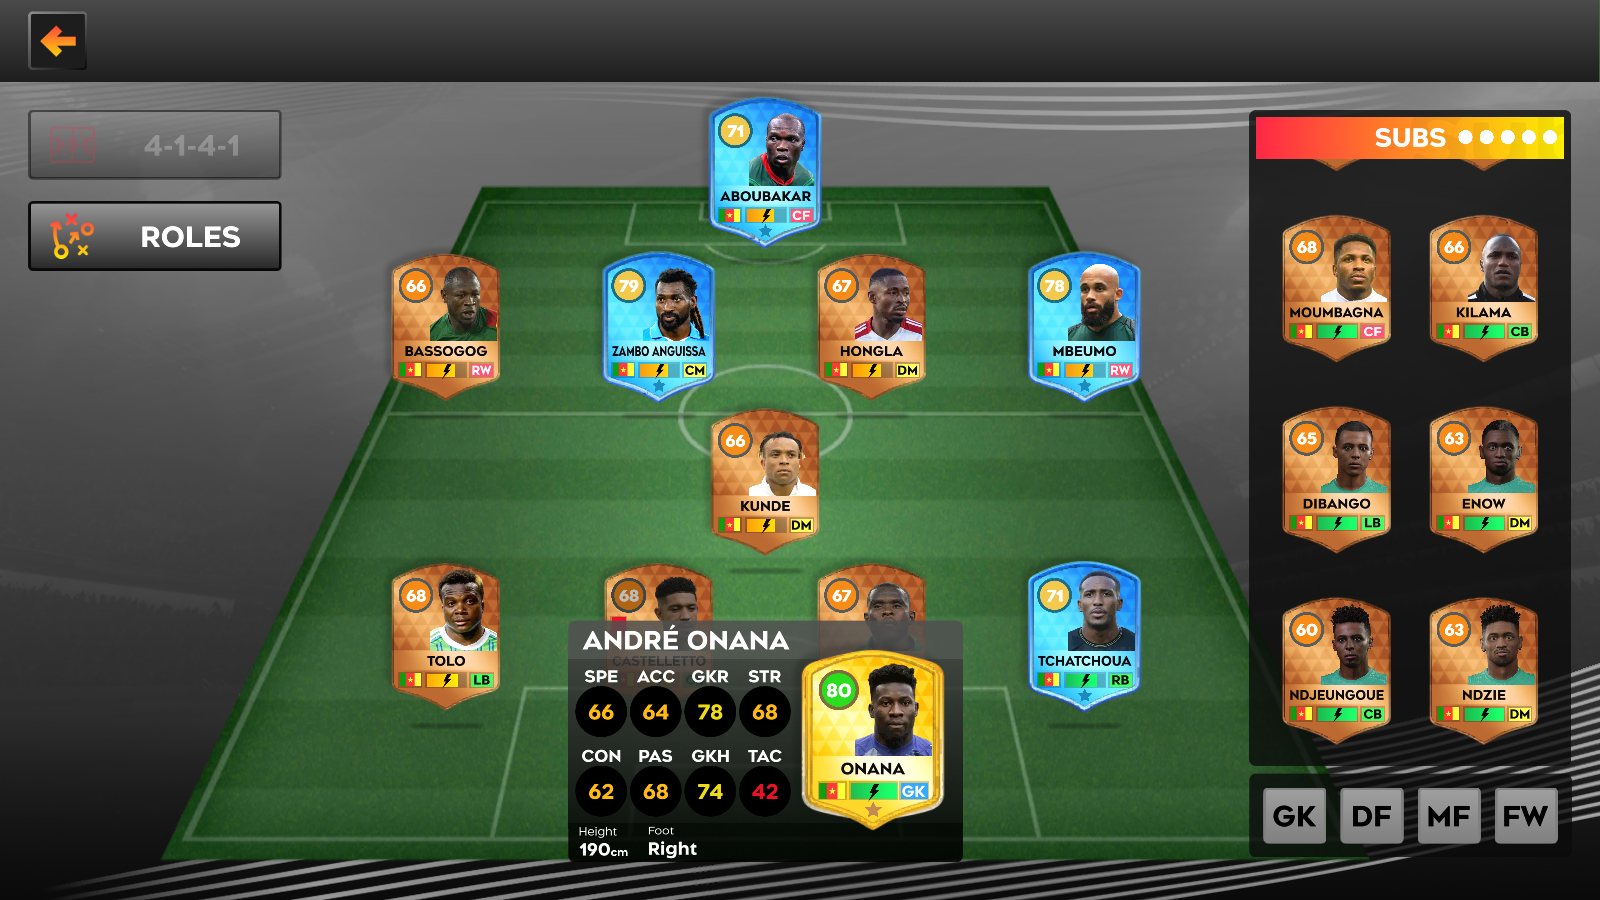 4-1-4-1
ROLES
71
ABOUBAKAR
CF
66
BASSOGOG
RW
79
ZAMBO ANGUISSA
CM
67
HONGLA
DM
78
MBEUMO
RW
66
KUNDE
DM
68
TOLO
LB
68
CASTELLETTO
67
71
TCHATCHOUA
RB
ANDRÉ ONANA
SPE ACC GKR STR
66 64 78 68
CON PAS GKH TAC
62 68 74 42
Height Foot
190cm Right
80
ONANA
GK
SUBS
68
MOUMBAGNA
CF
66
KILAMA
CB
65
DIBANGO
LB
63
ENOW
DM
60
NDJEUNGOUE
CB
63
NDZIE
DM
GK DF MF FW